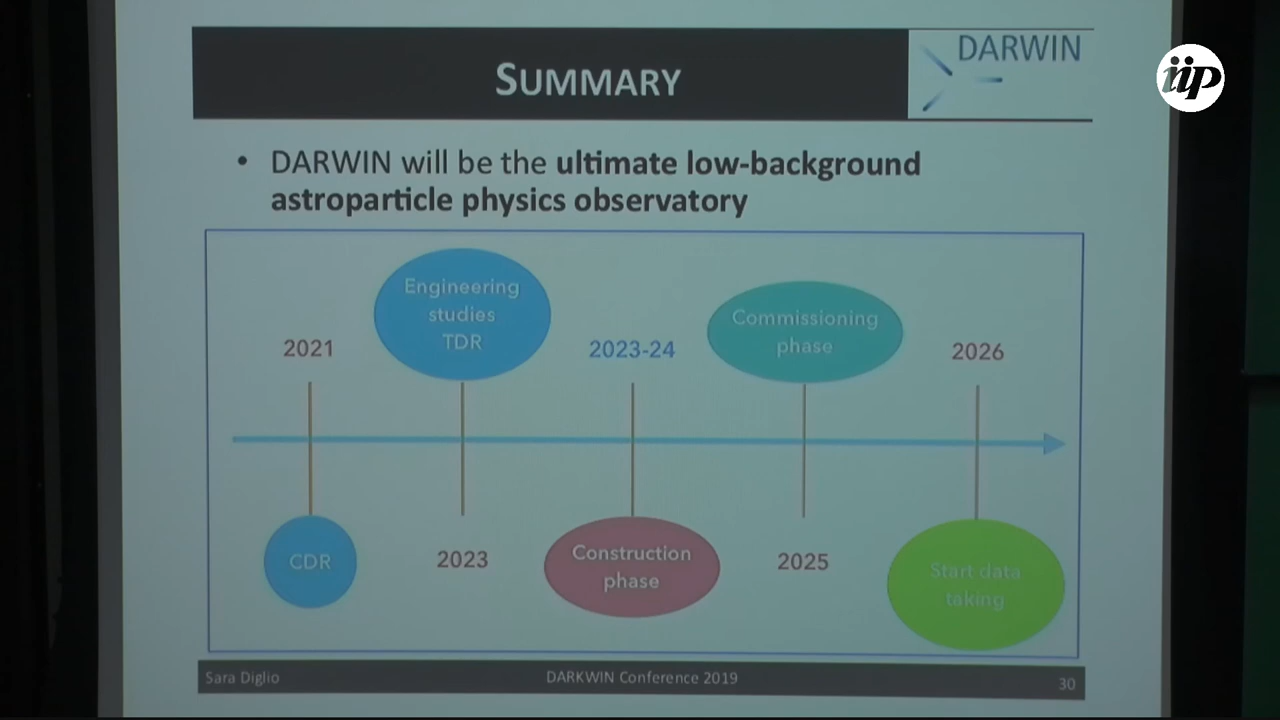 SUMMARY
DARWIN
iip
• DARWIN will be the ultimate low-background
astroparticle physics observatory
Engineering
studies
TDR
Commissioning
phase
2021
2023-24
2026
CDR
2023
Construction
phase
2025
Start data
taking
Sara Diglio
DARKWIN Conference 2019
30